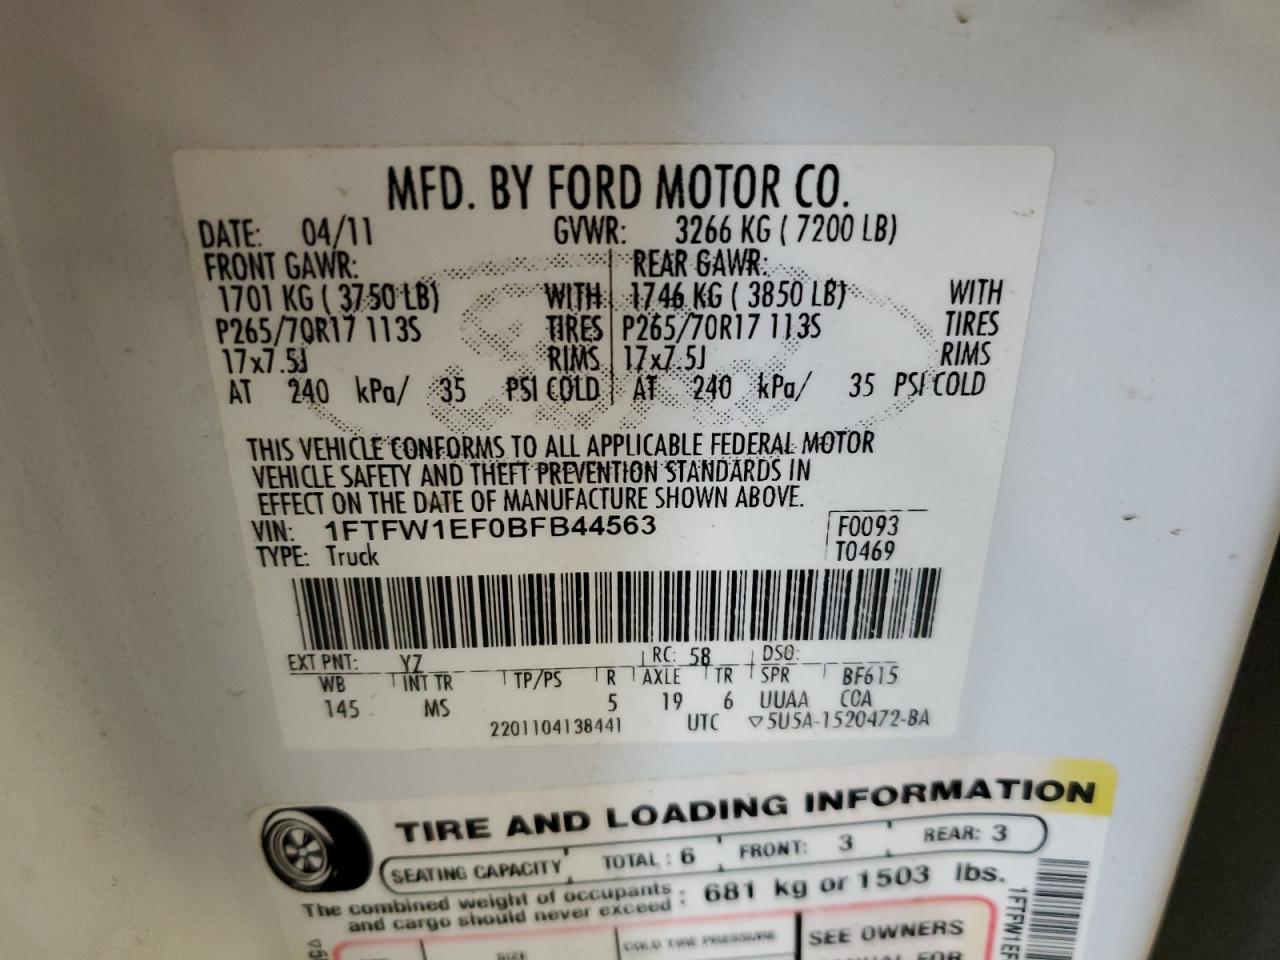 MFD. BY FORD MOTOR CO.
DATE: 04/11 GVWR: 3266 KG ( 7200 LB)
FRONT GAWR: REAR GAWR:
1701 KG ( 3750 LB) WITH 1746 KG ( 3850 LB) WITH
P265/70R17 113S TIRES P265/70R17 113S TIRES
17x7.5J RIMS 17x7.5J RIMS
AT 240 kPa/ 35 PSI COLD AT 240 kPa/ 35 PSI COLD
THIS VEHICLE CONFORMS TO ALL APPLICABLE FEDERAL MOTOR
VEHICLE SAFETY AND THEFT PREVENTION STANDARDS IN
EFFECT ON THE DATE OF MANUFACTURE SHOWN ABOVE.
VIN: 1FTFW1EF0BFB44563 F0093
TYPE: Truck T0469
EXT PNT: YZ RC: 58 DSO:
WB INT TR TP/PS R AXLE TR SPR BF615
145 MS 5 19 6 UUAA COA
2201104138441 UTC ▽5U5A-1520472-BA
TIRE AND LOADING INFORMATION
SEATING CAPACITY TOTAL : 6 FRONT: 3 REAR: 3
The combined weight of occupants
and cargo should never exceed : 681 kg or 1503 lbs.
COLD TIRE PRESSURE SEE OWNERS
1FTFW1EF